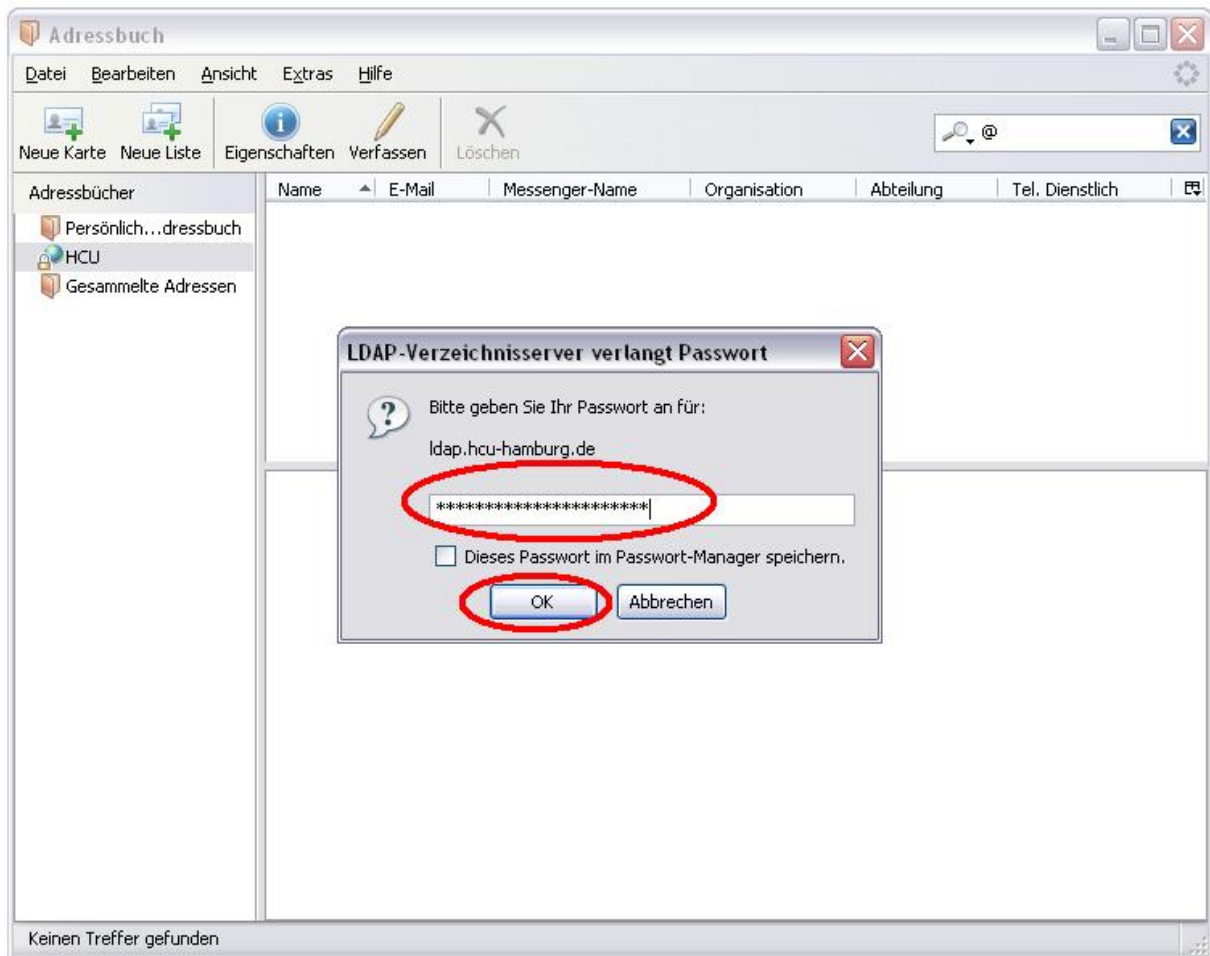 Adressbuch
Datei Bearbeiten Ansicht Extras Hilfe
Neue Karte Neue Liste Eigenschaften Verfassen Löschen
@
Adressbücher
Name E-Mail Messenger-Name Organisation Abteilung Tel. Dienstlich
Persönlich...dressbuch
HCU
Gesammelte Adressen
LDAP-Verzeichnisserver verlangt Passwort
Bitte geben Sie Ihr Passwort an für:
ldap.hcu-hamburg.de
***********************
Dieses Passwort im Passwort-Manager speichern.
OK Abbrechen
Keinen Treffer gefunden